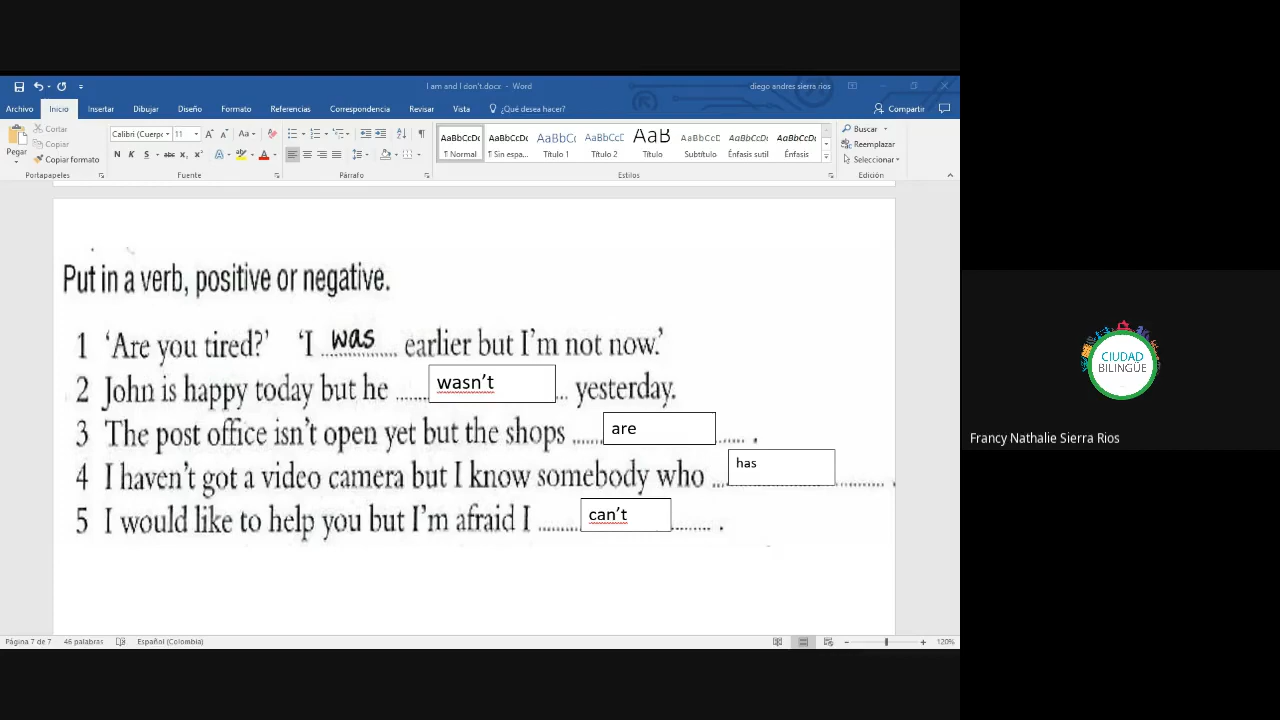 I am and I don't.docx - Word
diego andres sierra rios
Archivo Inicio Insertar Dibujar Diseño Formato Referencias Correspondencia Revisar Vista ¿Qué desea hacer? Compartir
Pegar
Cortar
Copiar
Copiar formato
Portapapeles
Calibri (Cuerpo 11
Fuente
Párrafo
AaBbCcDc AaBbCcDc AaBbC( AaBbCcC AaB AaBbCcC AaBbCcDc AaBbCcDc
¶ Normal ¶ Sin espa... Título 1 Título 2 Título Subtítulo Énfasis sutil Énfasis
Estilos
Buscar
Reemplazar
Seleccionar
Edición
Put in a verb, positive or negative.
1 'Are you tired?' 'I was earlier but I'm not now.'
2 John is happy today but he wasn't yesterday.
3 The post office isn't open yet but the shops are .
4 I haven't got a video camera but I know somebody who has .
5 I would like to help you but I'm afraid I can't .
Página 7 de 7 46 palabras Español (Colombia) 120%
CIUDAD
BILINGÜE
Francy Nathalie Sierra Rios